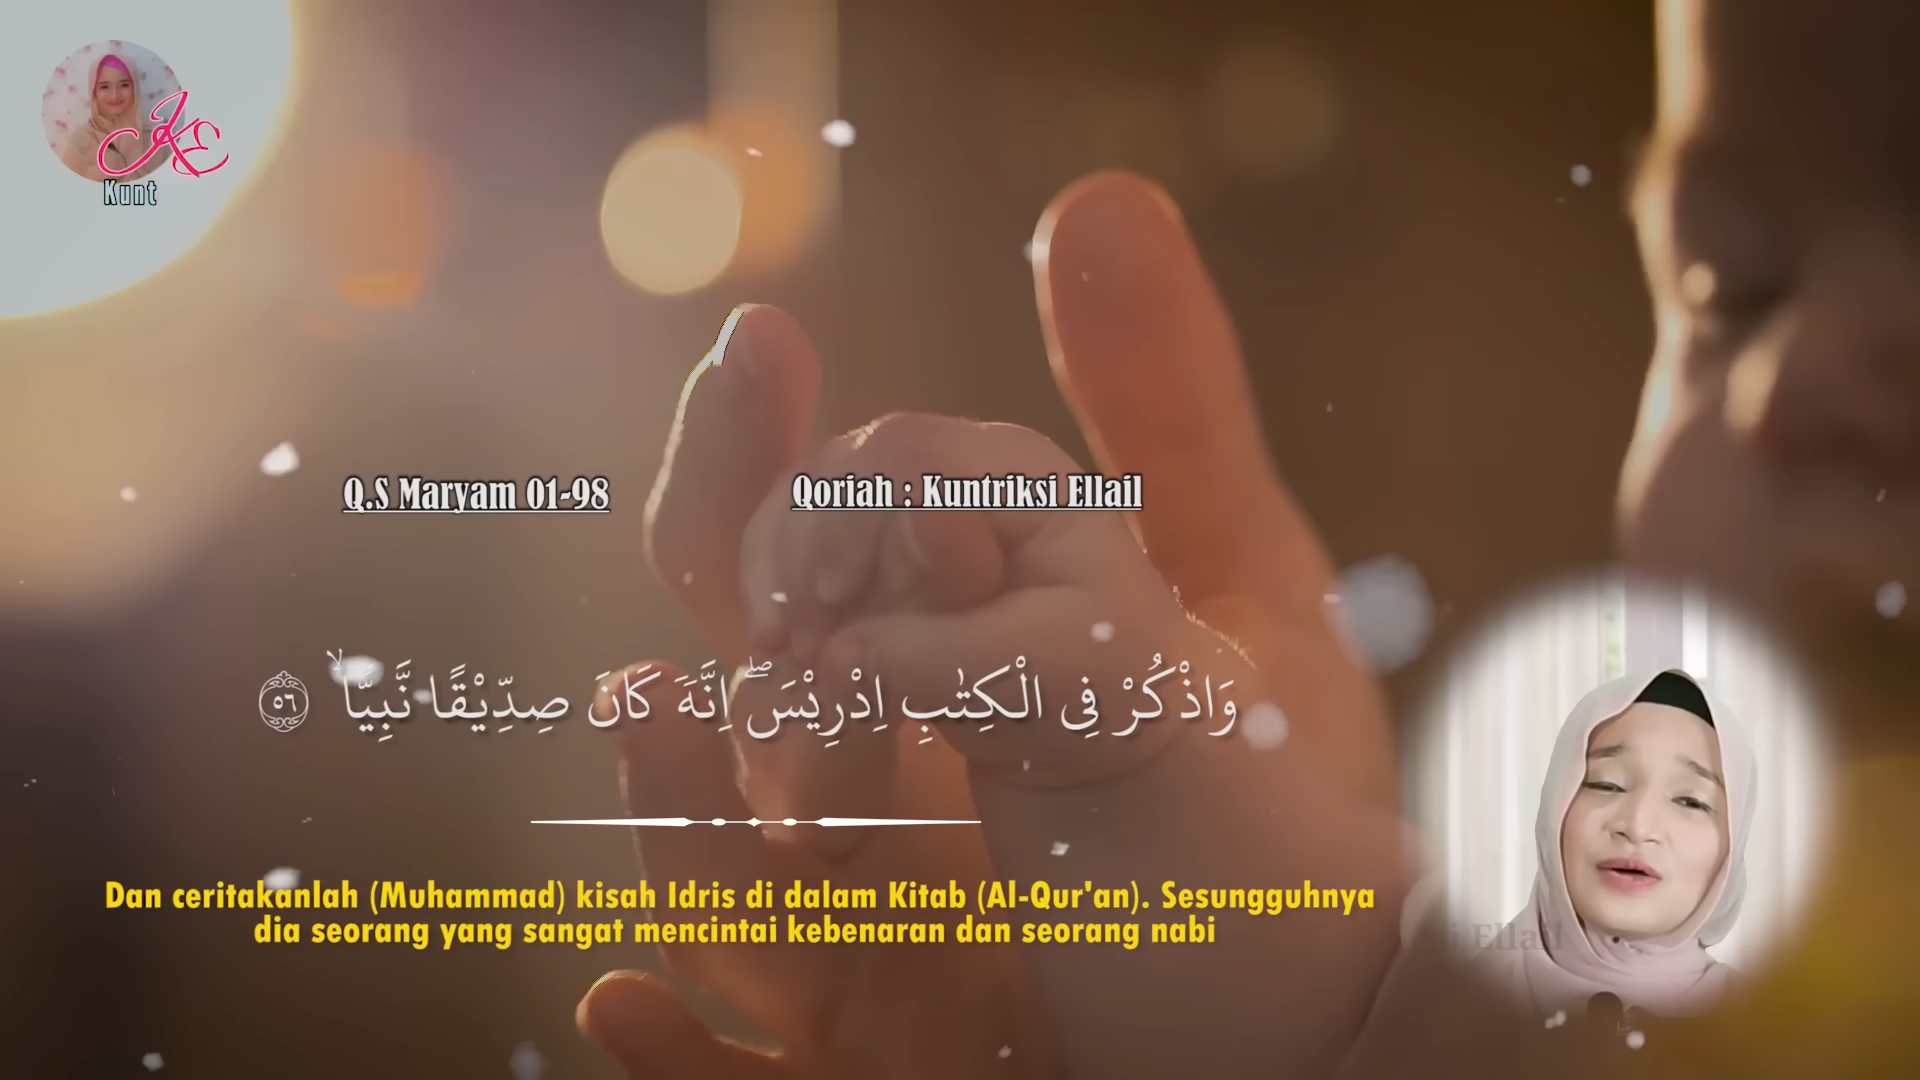 KE
Kunt
Q.S Maryam 01-98
Qoriah : Kuntriksi Ellail
وَاذْكُرْ فِى الْكِتٰبِ اِدْرِيْسَۖ اِنَّهَ كَانَ صِدِّيْقًا نَّبِيًّاۙ ٥٦
Dan ceritakanlah (Muhammad) kisah Idris di dalam Kitab (Al-Qur'an). Sesungguhnya
dia seorang yang sangat mencintai kebenaran dan seorang nabi
i Ellail